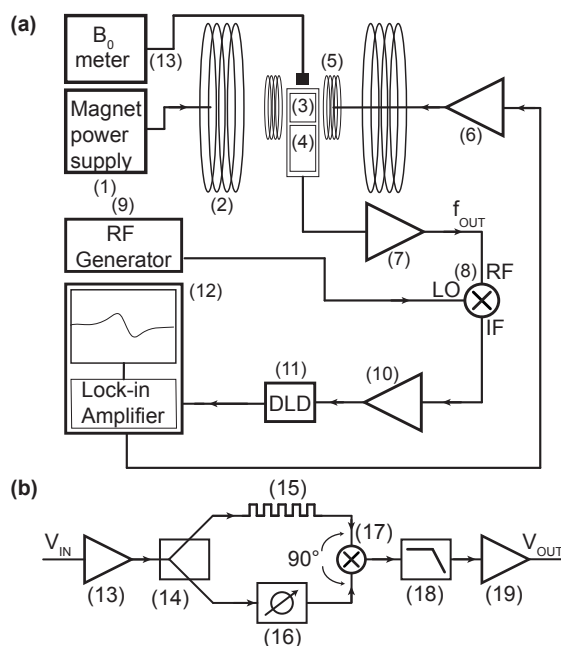 (a)
B0
meter
(13)
(5)
Magnet
power
supply
(3)
(4)
(6)
(1)
(2)
(9)
RF
Generator
(7)
fOUT
(8)
RF
LO
IF
(12)
(11)
(10)
Lock-in
Amplifier
DLD
(b)
(15)
VIN
(17)
VOUT
90°
(13)
(14)
(16)
(18)
(19)